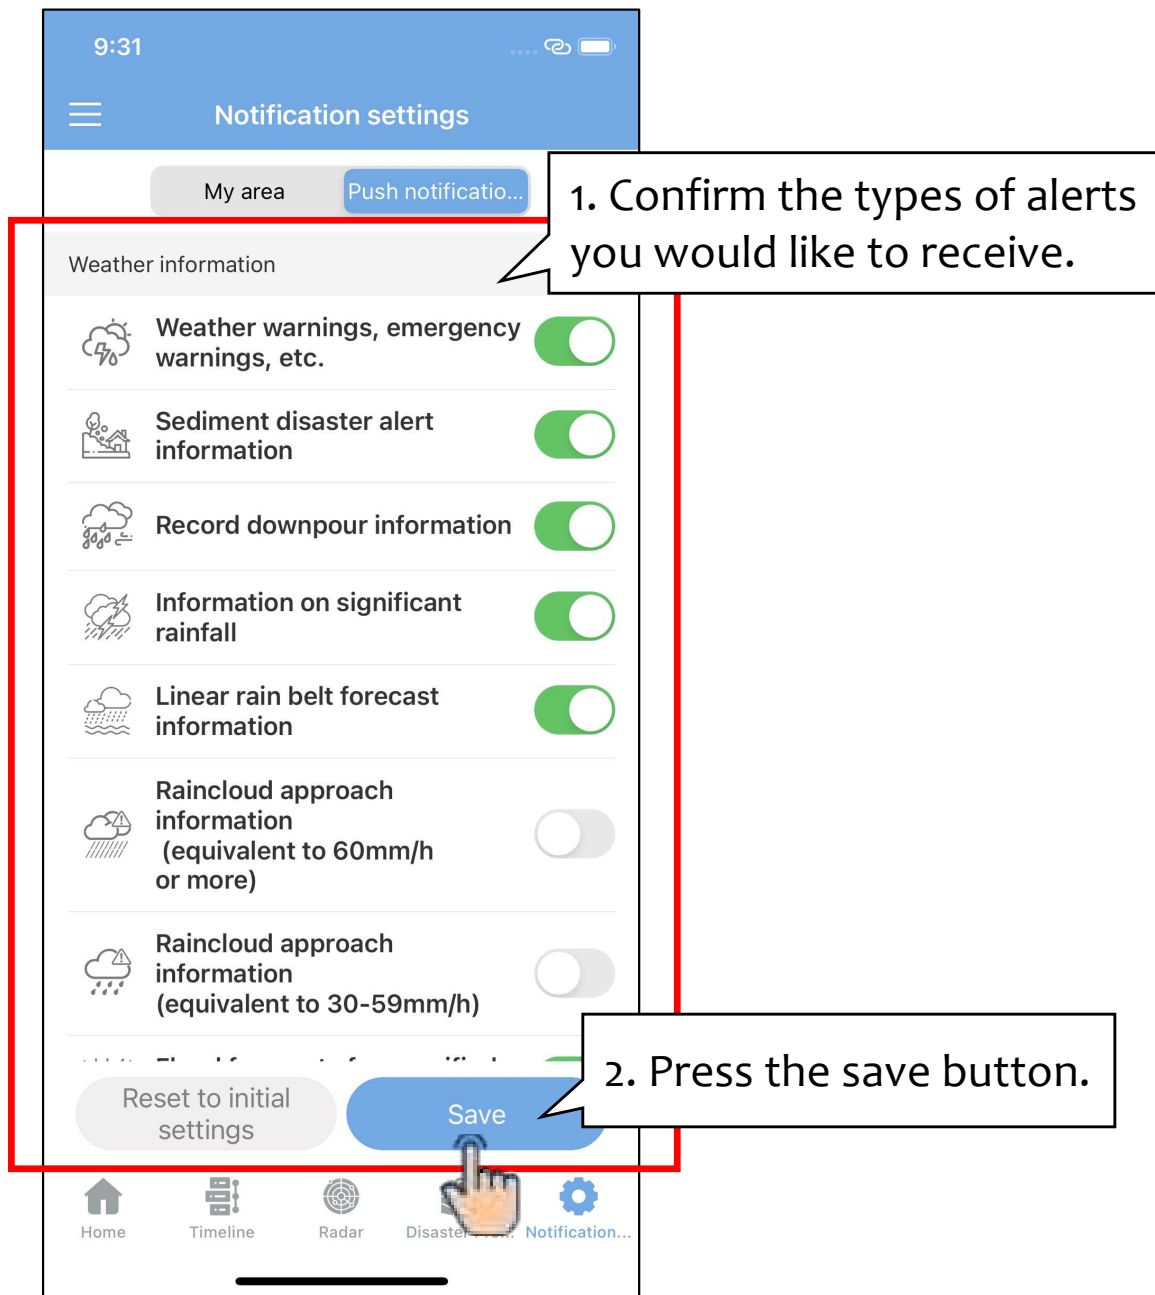 9:31
Notification settings
My area
Push notificatio...
1. Confirm the types of alerts
you would like to receive.
Weather information
Weather warnings, emergency
warnings, etc.
Sediment disaster alert
information
Record downpour information
Information on significant
rainfall
Linear rain belt forecast
information
Raincloud approach
information
(equivalent to 60mm/h
or more)
Raincloud approach
information
(equivalent to 30-59mm/h)
2. Press the save button.
Reset to initial
settings
Save
Home
Timeline
Radar
Disaster
Notification...